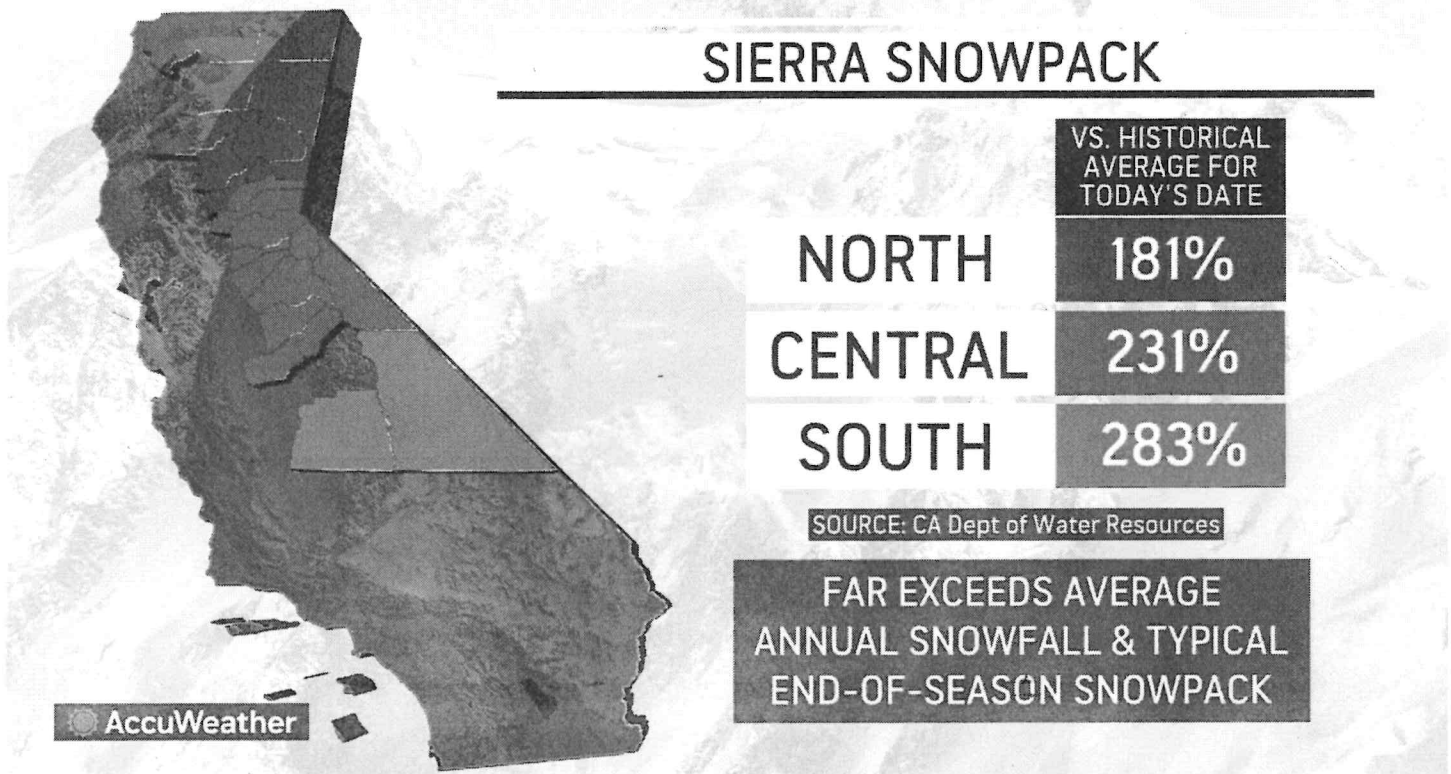 SIERRA SNOWPACK
VS. HISTORICAL
AVERAGE FOR
TODAY'S DATE
NORTH 181%
CENTRAL 231%
SOUTH 283%
SOURCE: CA Dept of Water Resources
FAR EXCEEDS AVERAGE
ANNUAL SNOWFALL & TYPICAL
END-OF-SEASON SNOWPACK
AccuWeather